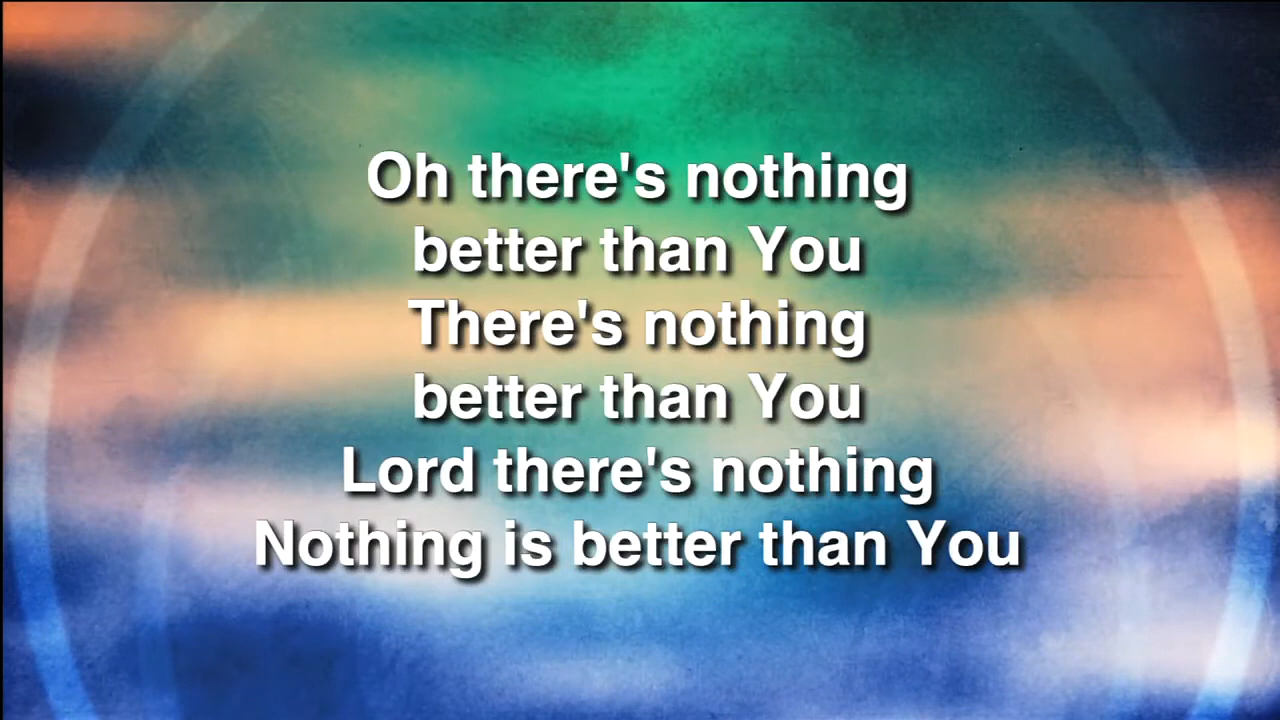 Oh there's nothing
better than You
There's nothing
better than You
Lord there's nothing
Nothing is better than You